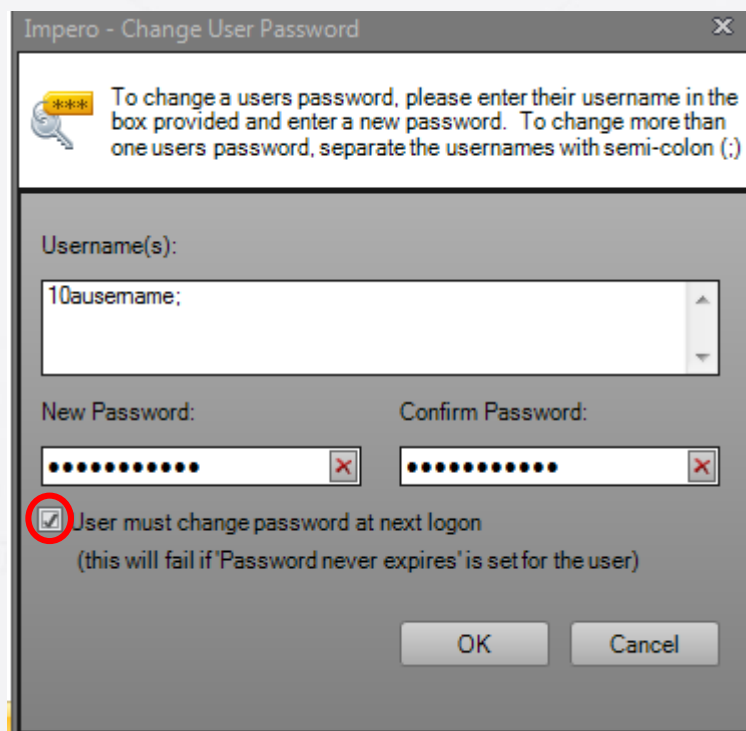 Impero - Change User Password
***
To change a users password, please enter their username in the
box provided and enter a new password. To change more than
one users password, separate the usernames with semi-colon (;)
Username(s):
10ausername;
New Password:
Confirm Password:
●●●●●●●●●●●
●●●●●●●●●●●
User must change password at next logon
(this will fail if 'Password never expires' is set for the user)
OK
Cancel